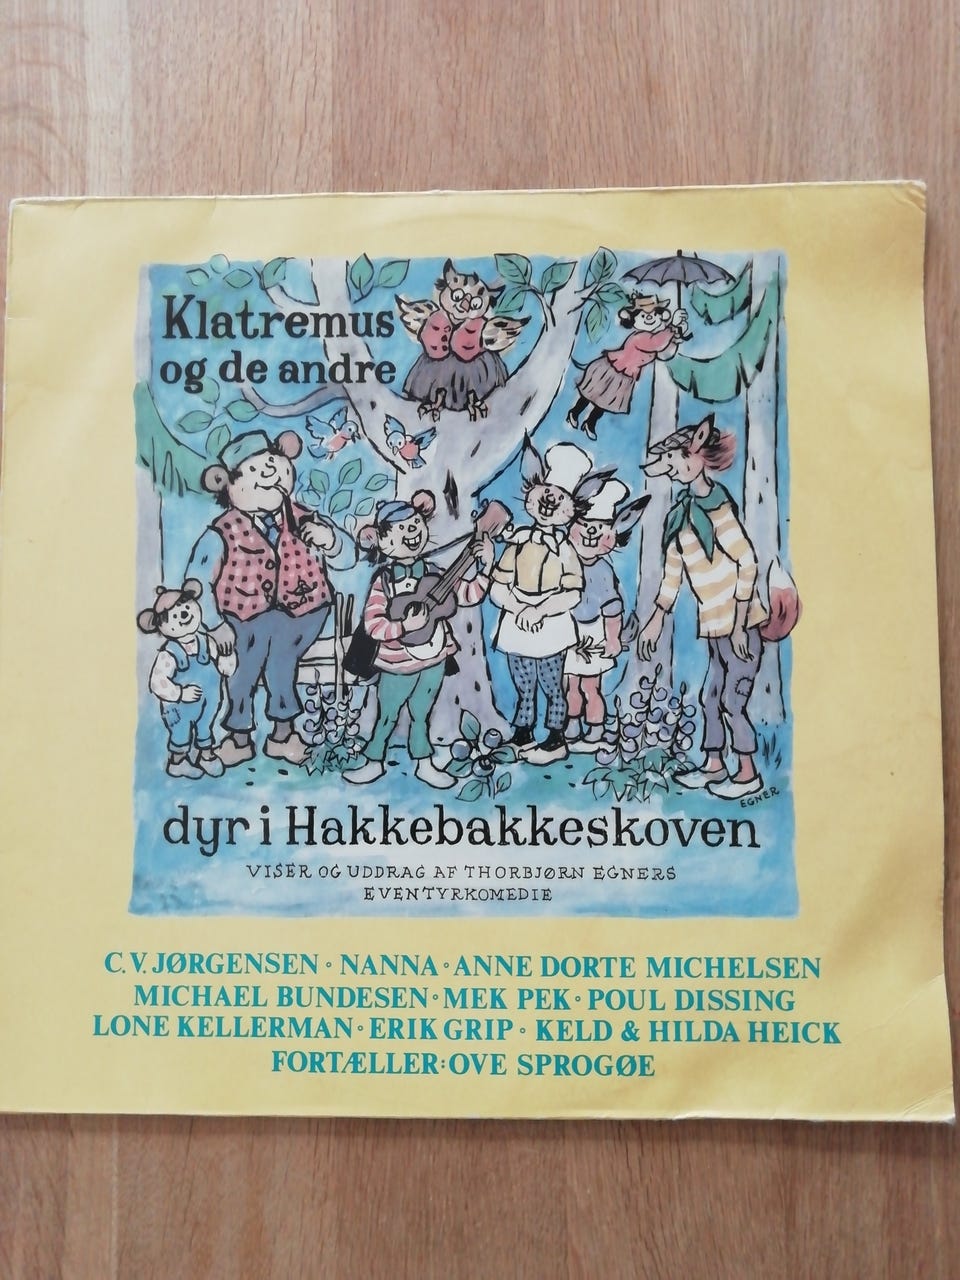 Klatremus
og de andre
EGNER
dyr i Hakkebakkeskoven
VISER OG UDDRAG AF THORBJØRN EGNERS
EVENTYRKOMEDIE
C.V. JØRGENSEN ◦ NANNA ◦ ANNE DORTE MICHELSEN
MICHAEL BUNDESEN ◦ MEK PEK ◦ POUL DISSING
LONE KELLERMAN ◦ ERIK GRIP ◦ KELD & HILDA HEICK
FORTÆLLER: OVE SPROGØE